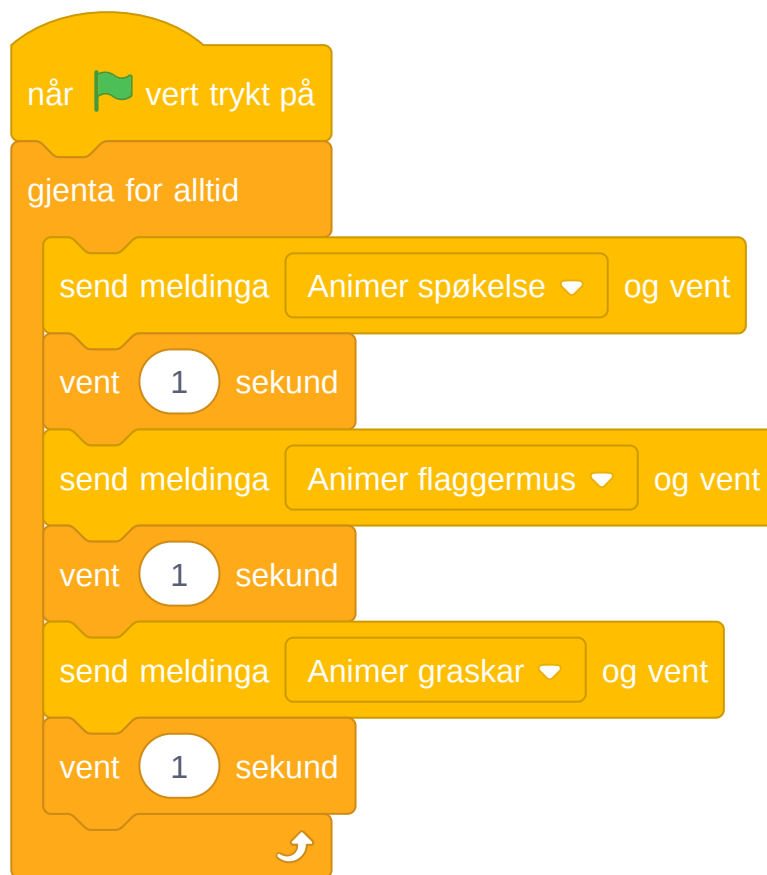 når vert trykt på
gjenta for alltid
send meldinga Animer spøkelse og vent
vent 1 sekund
send meldinga Animer flaggermus og vent
vent 1 sekund
send meldinga Animer graskar og vent
vent 1 sekund